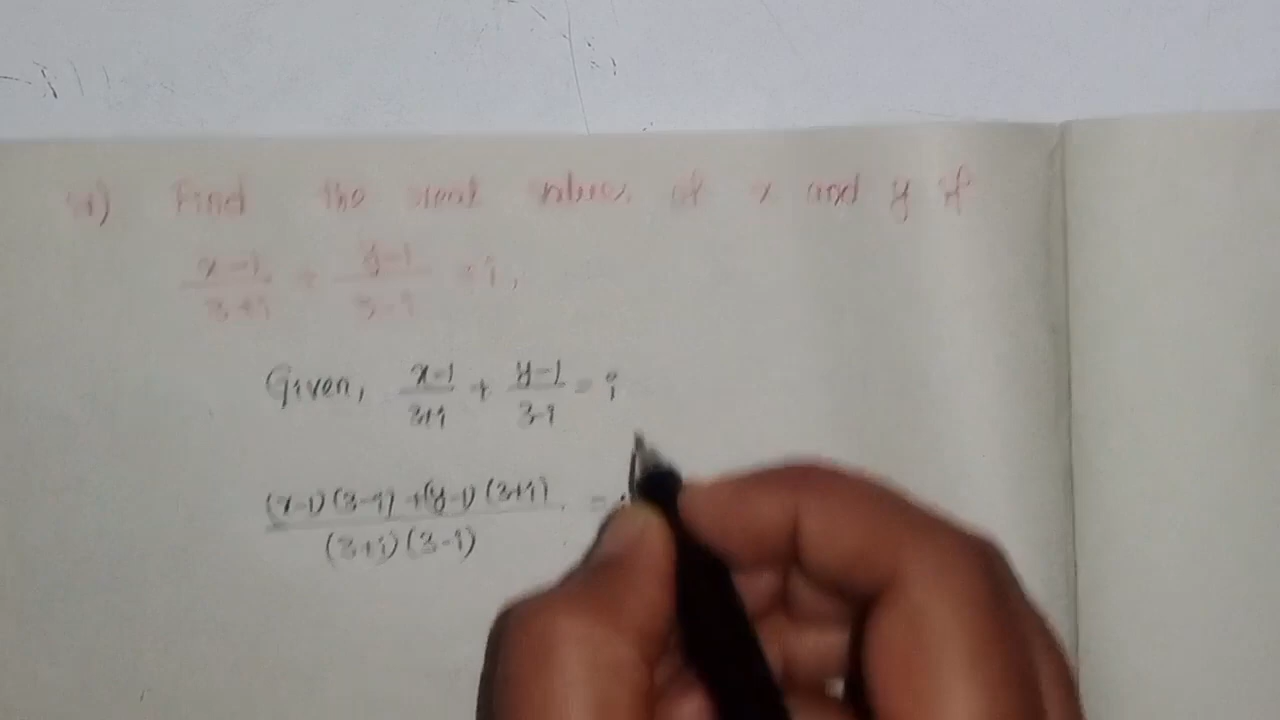 Find the real values of x and y if
x-1/3+i + y-1/3-i = i.
Given, x-1/3+i + y-1/3-i = i
(x-1)(3-i)+(y-1)(3+i)/(3+i)(3-i) =